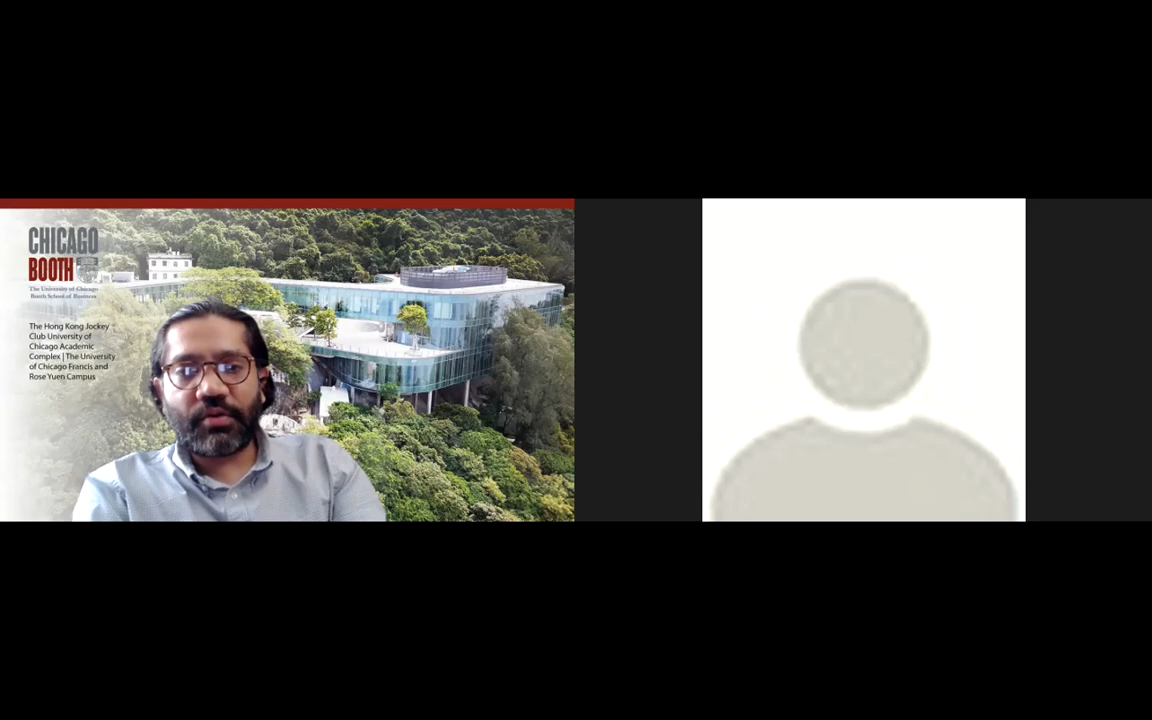 CHICAGO
BOOTH
The University of Chicago
Booth School of Business
The Hong Kong Jockey
Club University of
Chicago Academic
Complex | The University
of Chicago Francis and
Rose Yuen Campus